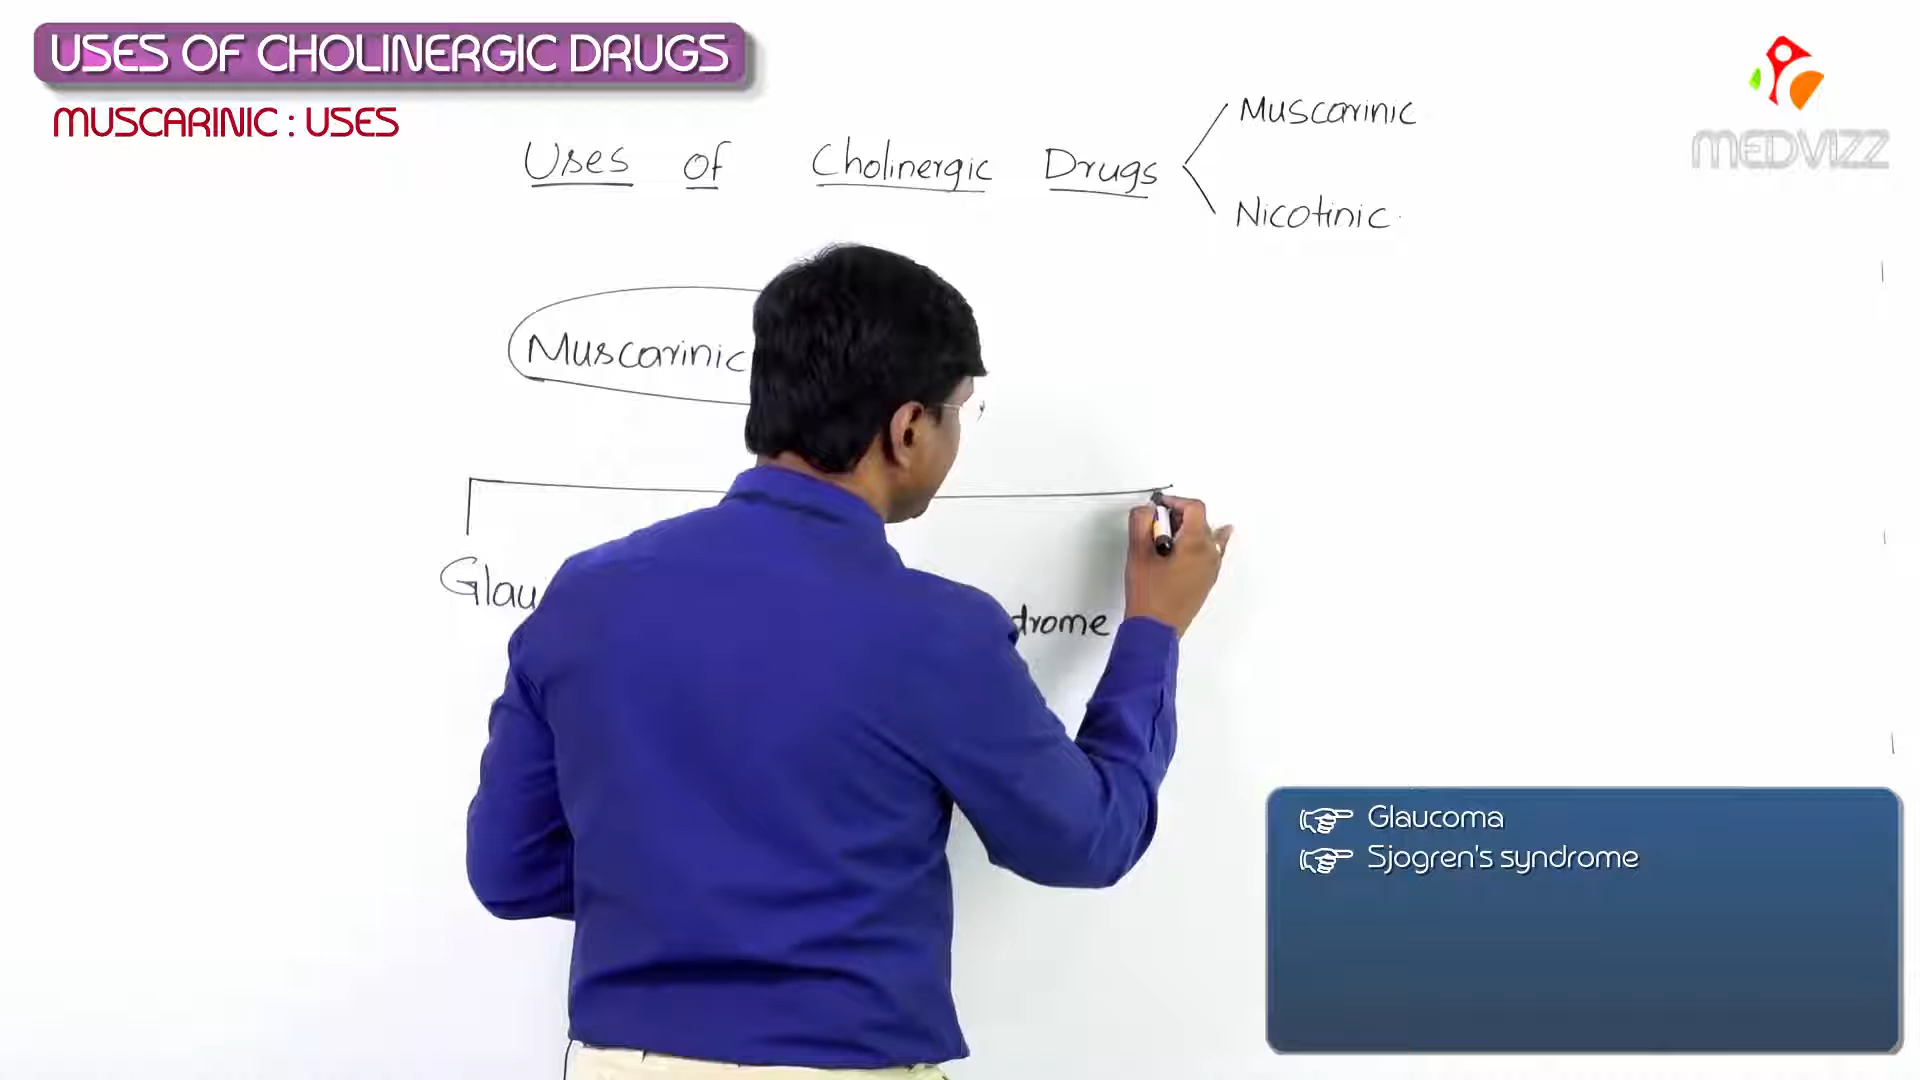 USES OF CHOLINERGIC DRUGS
MUSCARINIC : USES
MEDVIZZ
Uses of Cholinergic Drugs
Muscarinic
Nicotinic
Muscarinic
Glau
drome
Glaucoma
Sjogren's syndrome